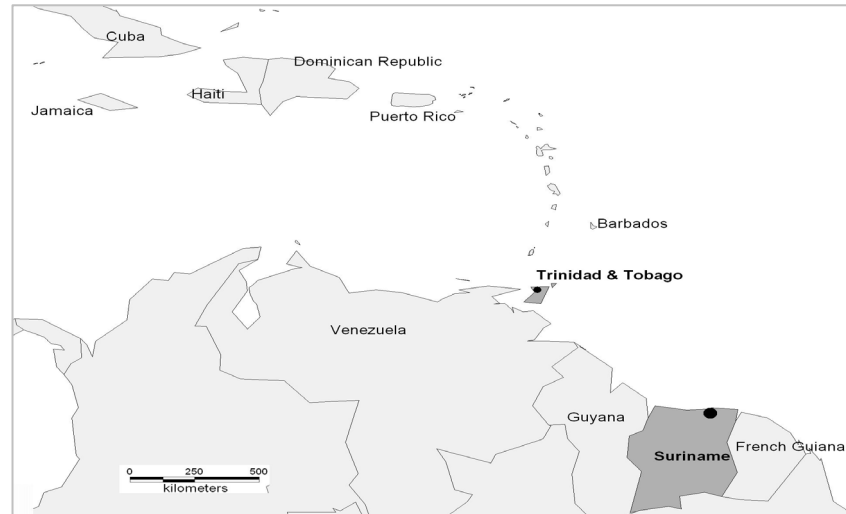 Cuba
Dominican Republic
Haiti
Jamaica
Puerto Rico
Barbados
Trinidad & Tobago
Venezuela
Guyana
Suriname
French Guiana
0 250 500
kilometers